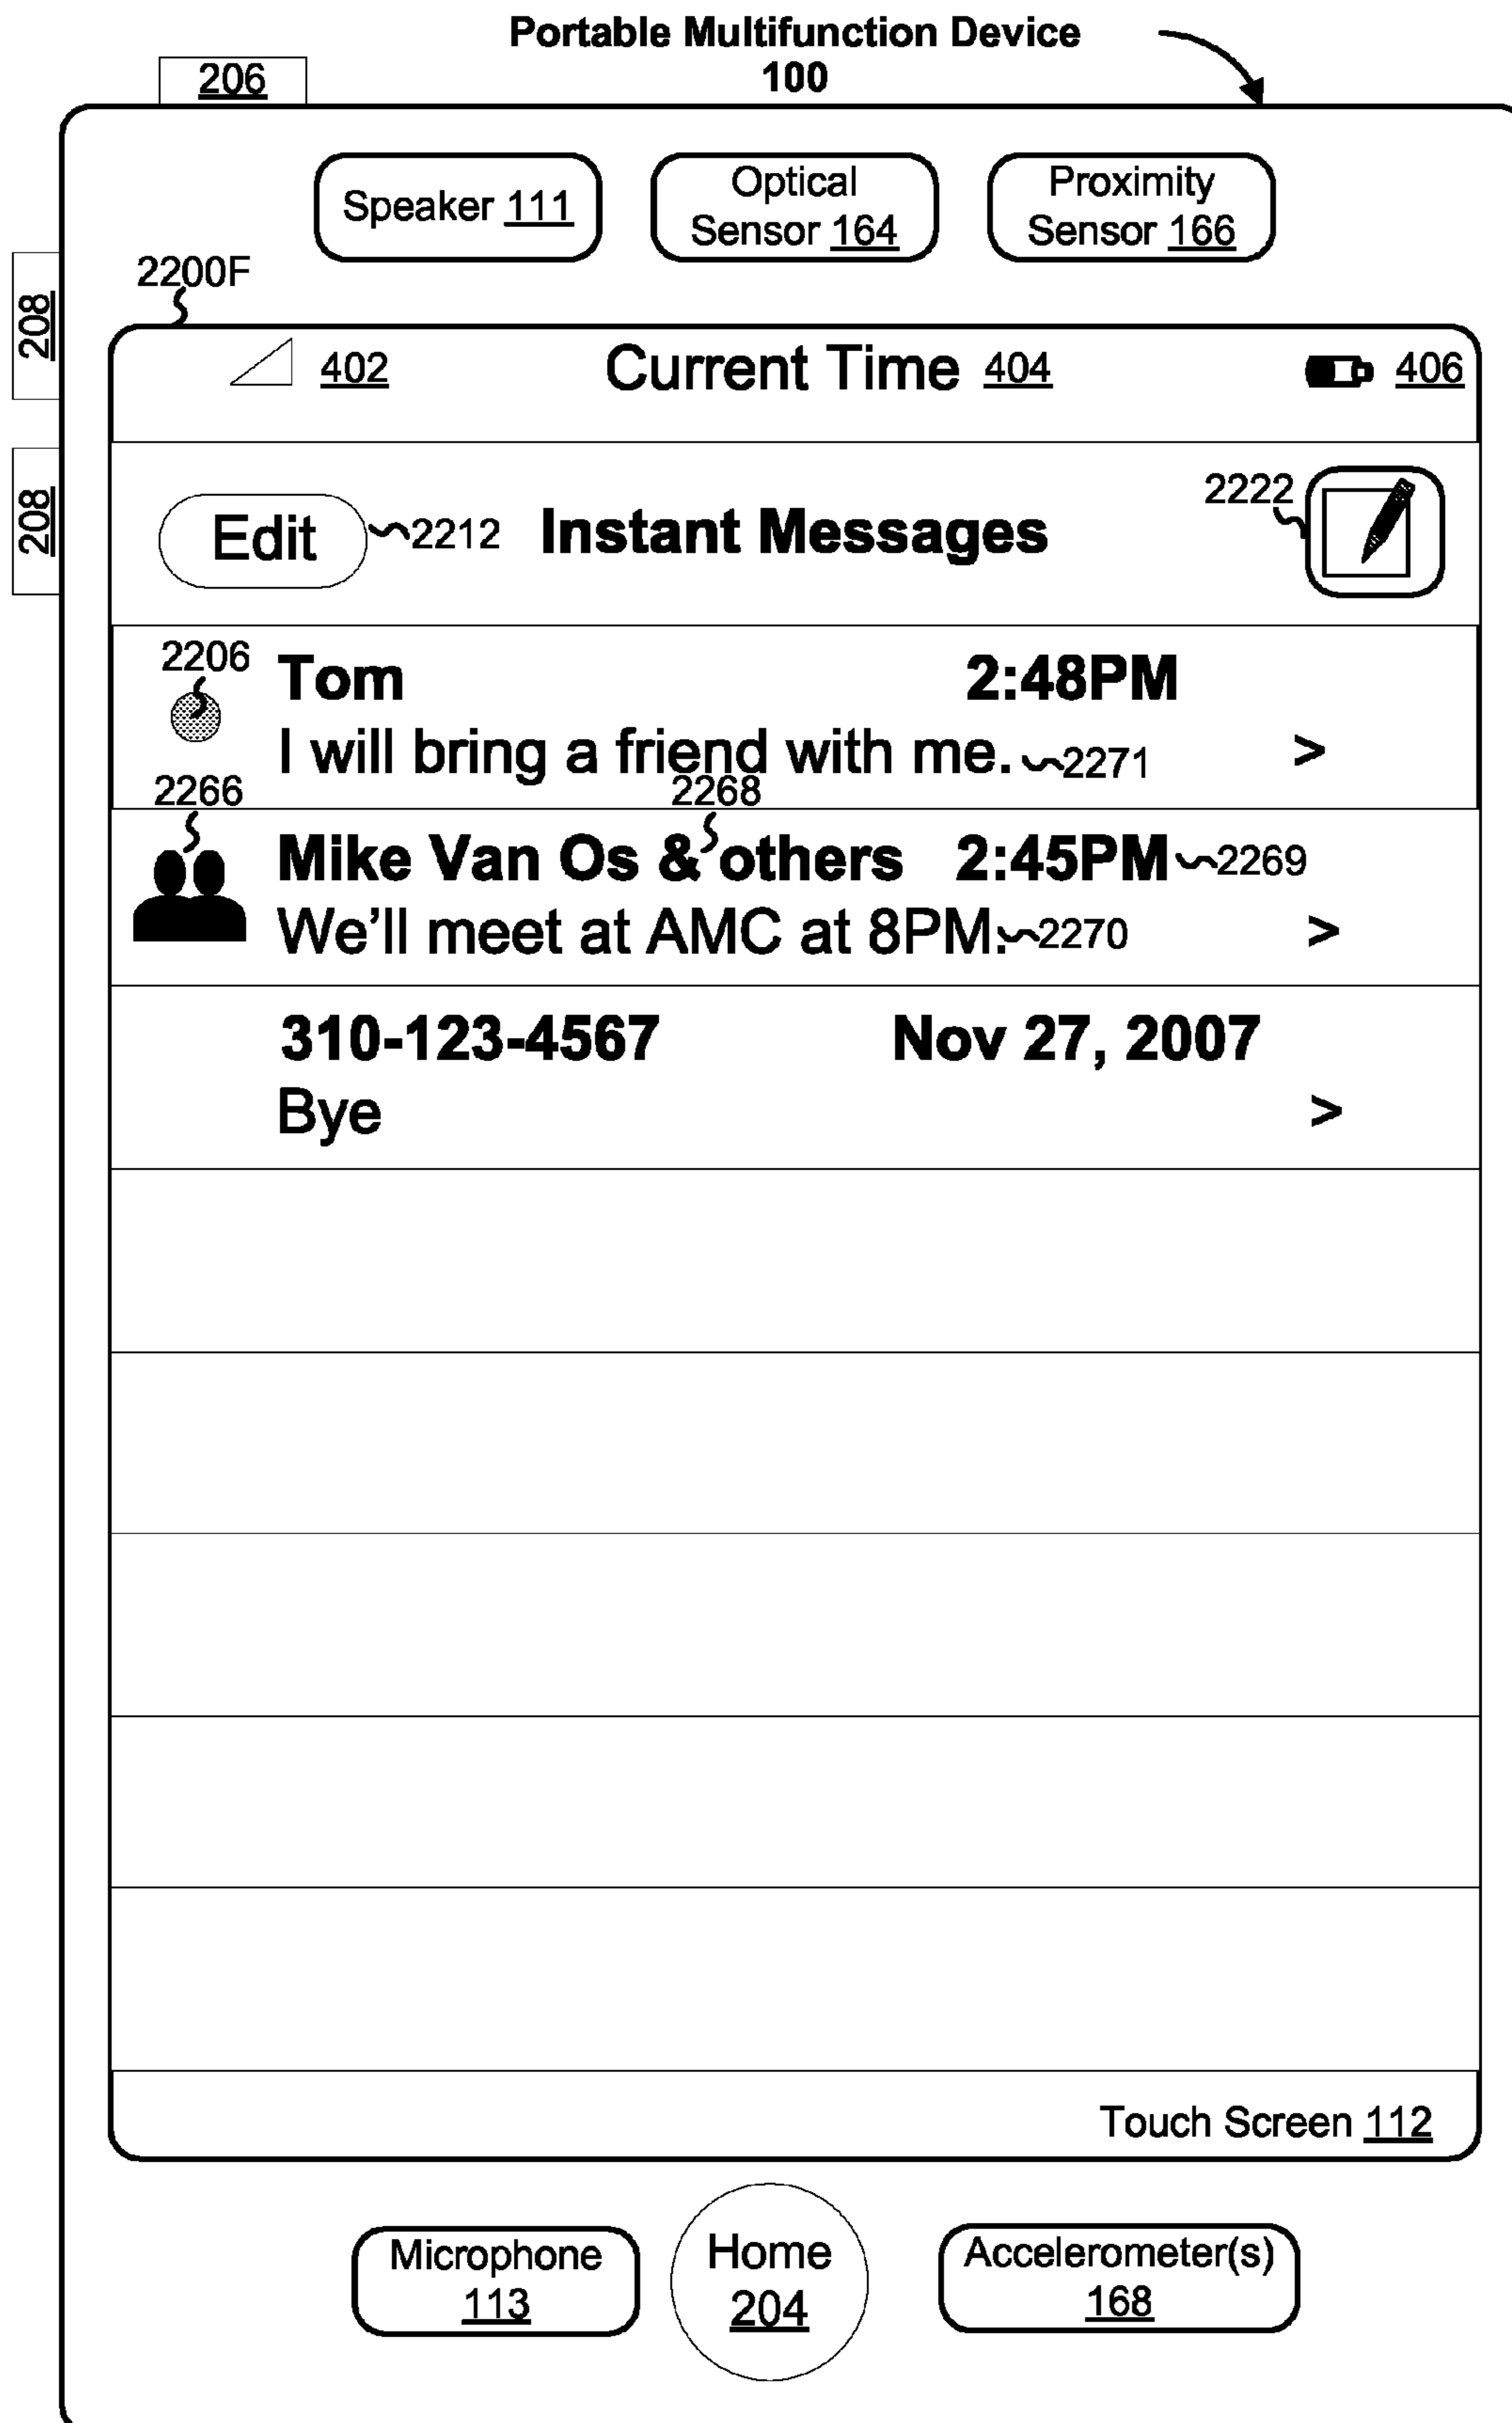 Portable Multifunction Device
100
206
Speaker 111
Optical
Sensor 164
Proximity
Sensor 166
208
2200F
402
Current Time 404
406
208
Edit
2212
Instant Messages
2222
2206
Tom
2:48PM
I will bring a friend with me.
2271
>
2266
2268
Mike Van Os & others
2:45PM
2269
We'll meet at AMC at 8PM.
2270
>
310-123-4567
Nov 27, 2007
Bye
>
Touch Screen 112
Microphone
113
Home
204
Accelerometer(s)
168